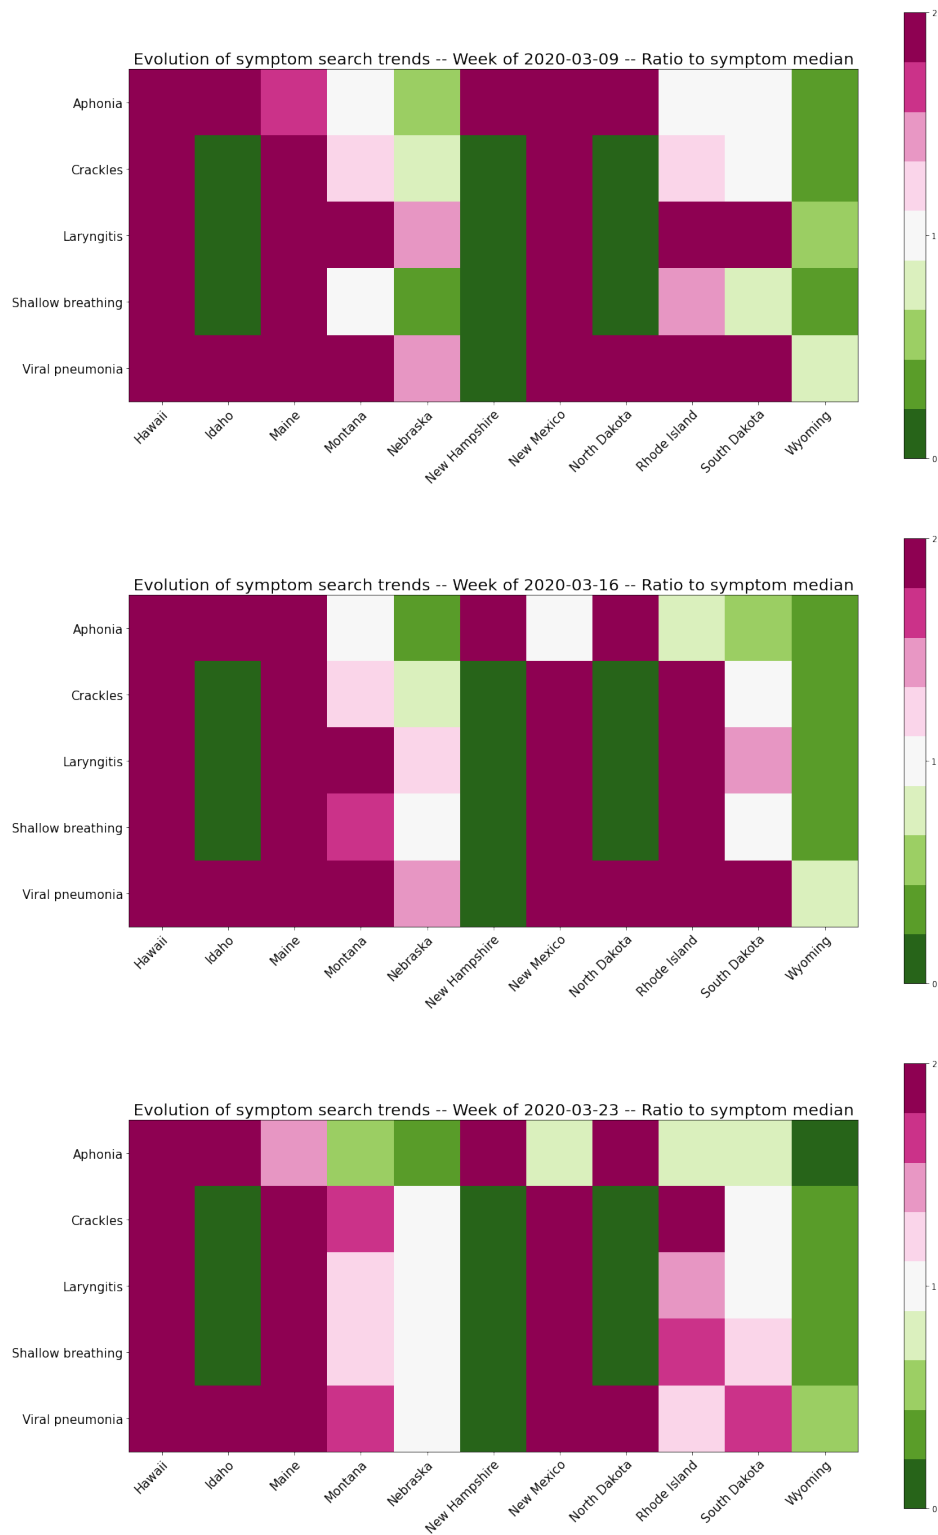 Evolution of symptom search trends -- Week of 2020-03-09 -- Ratio to symptom median
2
1
0
Aphonia
Crackles
Laryngitis
Shallow breathing
Viral pneumonia
Hawaii
Idaho
Maine
Montana
Nebraska
New Hampshire
New Mexico
North Dakota
Rhode Island
South Dakota
Wyoming
Evolution of symptom search trends -- Week of 2020-03-16 -- Ratio to symptom median
2
1
0
Aphonia
Crackles
Laryngitis
Shallow breathing
Viral pneumonia
Hawaii
Idaho
Maine
Montana
Nebraska
New Hampshire
New Mexico
North Dakota
Rhode Island
South Dakota
Wyoming
Evolution of symptom search trends -- Week of 2020-03-23 -- Ratio to symptom median
2
1
0
Aphonia
Crackles
Laryngitis
Shallow breathing
Viral pneumonia
Hawaii
Idaho
Maine
Montana
Nebraska
New Hampshire
New Mexico
North Dakota
Rhode Island
South Dakota
Wyoming